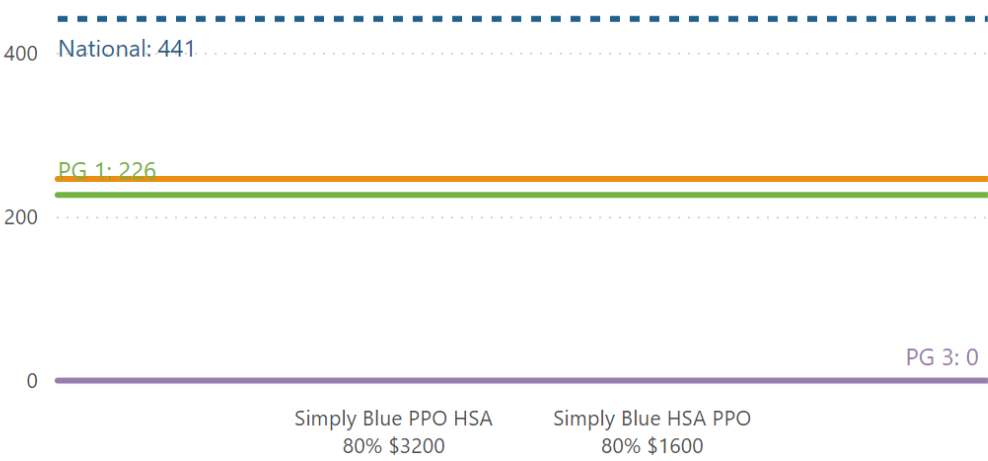 400
National: 441
PG 1: 226
200
PG 3: 0
0
Simply Blue PPO HSA
80% $3200
Simply Blue HSA PPO
80% $1600